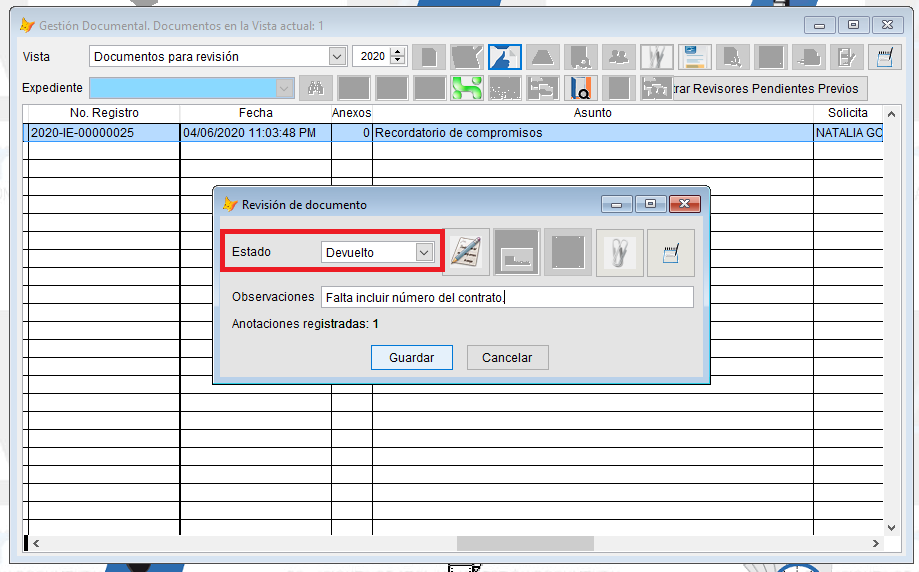 Gestión Documental. Documentos en la Vista actual: 1
Vista Documentos para revisión 2020
Expediente trar Revisores Pendientes Previos
No. Registro Fecha Anexos Asunto Solicita
2020-IE-00000025 04/06/2020 11:03:48 PM 0 Recordatorio de compromisos NATALIA GO
Revisión de documento
Estado Devuelto
Observaciones Falta incluir número del contrato.
Anotaciones registradas: 1
Guardar Cancelar